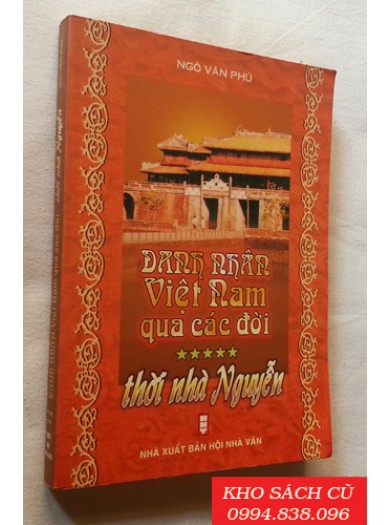 NGÔ VĂN PHÚ
DANH NHÂN
Việt Nam
qua các đời
★★★★★
thời nhà Nguyễn
NHÀ XUẤT BẢN HỘI NHÀ VĂN
KHO SÁCH CŨ
0994.838.096